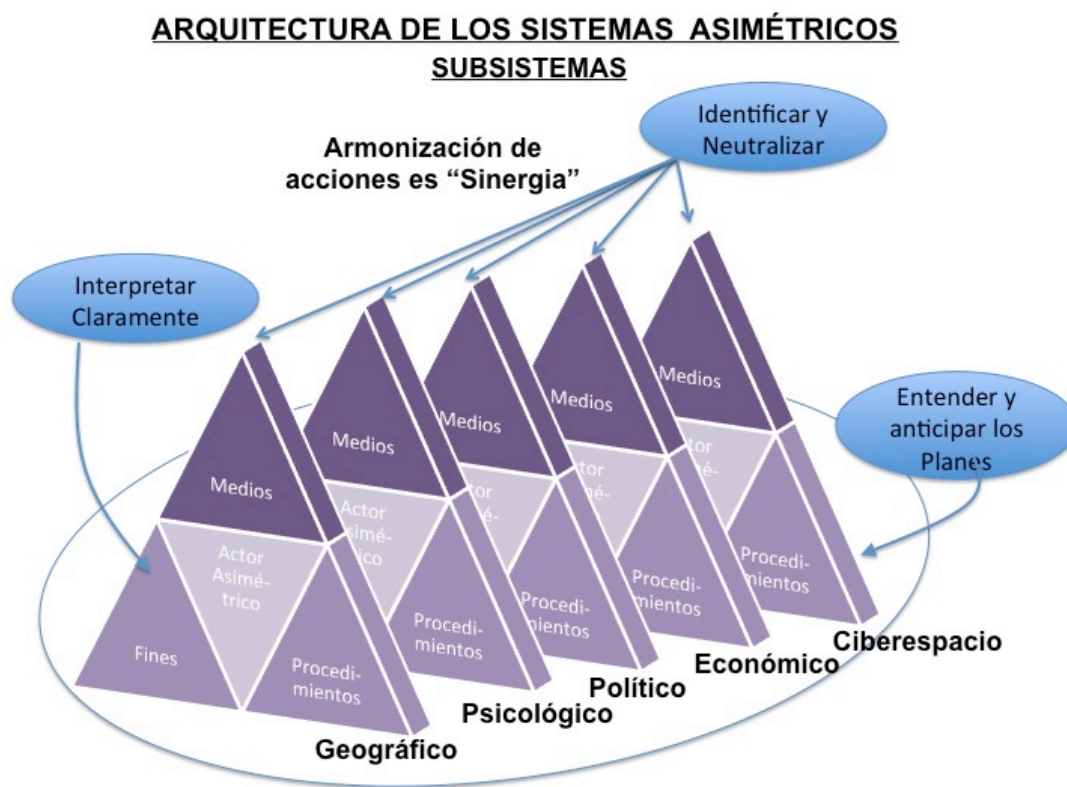 ARQUITECTURA DE LOS SISTEMAS ASIMÉTRICOS
SUBSISTEMAS
Identificar y
Neutralizar
Armonización de
acciones es “Sinergia”
Interpretar
Claramente
Entender y
anticipar los
Planes
Medios
Actor
Asimé-
trico
Fines
Procedi-
mientos
Geográfico
Medios
Actor
Asimé-
Procedi-
mientos
Psicológico
Medios
Procedi-
mientos
Político
Medios
Procedi-
mientos
Económico
Medios
Procedi-
mientos
Ciberespacio